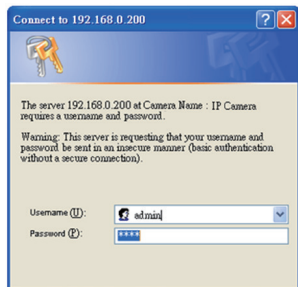 Connect to 192.168.0.200
The server 192.168.0.200 at Camera Name : IP Camera
requires a username and password.
Warning: This server is requesting that your username and
password be sent in an insecure manner (basic authentication
without a secure connection).
Username (U): admin
Password (P): ****